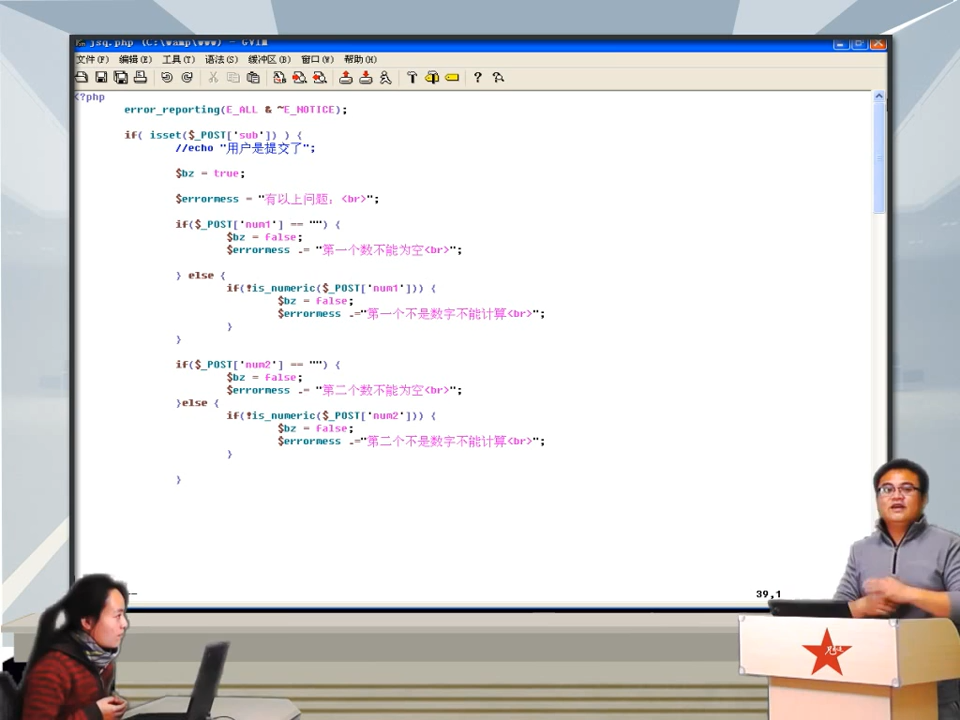 jsq.php (C:\wamp\www) - GVIM
文件(F) 编辑(E) 工具(T) 语法(S) 缓冲区(B) 窗口(W) 帮助(H)
<?php
error_reporting(E_ALL & ~E_NOTICE);
if( isset($_POST['sub']) ) {
//echo "用户是提交了";
$bz = true;
$errormess = "有以上问题：<br>";
if($_POST['num1'] == "") {
$bz = false;
$errormess .= "第一个数不能为空<br>";
} else {
if(!is_numeric($_POST['num1'])) {
$bz = false;
$errormess .="第一个不是数字不能计算<br>";
}
}
if($_POST['num2'] == "") {
$bz = false;
$errormess .= "第二个数不能为空<br>";
}else {
if(!is_numeric($_POST['num2'])) {
$bz = false;
$errormess .="第二个不是数字不能计算<br>";
}
}
39,1